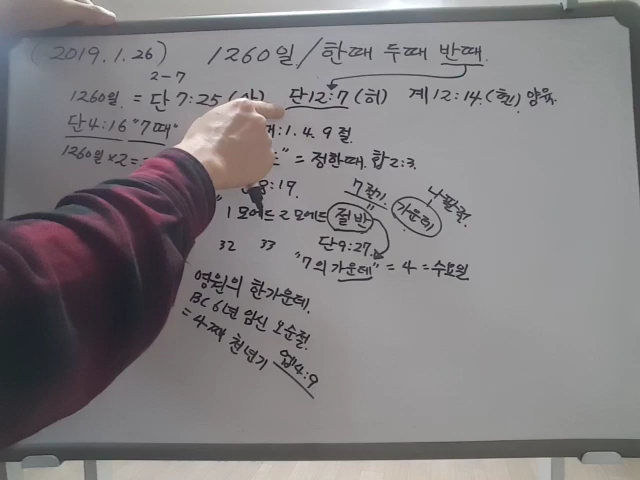 (2019.1.26) 1260일/한때 두때 반때.
2-7
1260일 = 단 7:25 (아) 단12:7 (히) 계 12:14. (헬) 양육.
단4:16 "7때" :1. 4. 9 절.
1260일×2= " = 정한때. 합 2:3.
8:19.
1 모에드 2 모에드 절반 7절기. 가운데 나팔절.
32 33 단9:27.
"7의 가운데" = 4 = 수요일
영원의 한가운데.
BC 6년 임신 오순절.
=4째 천년기 엡4:9